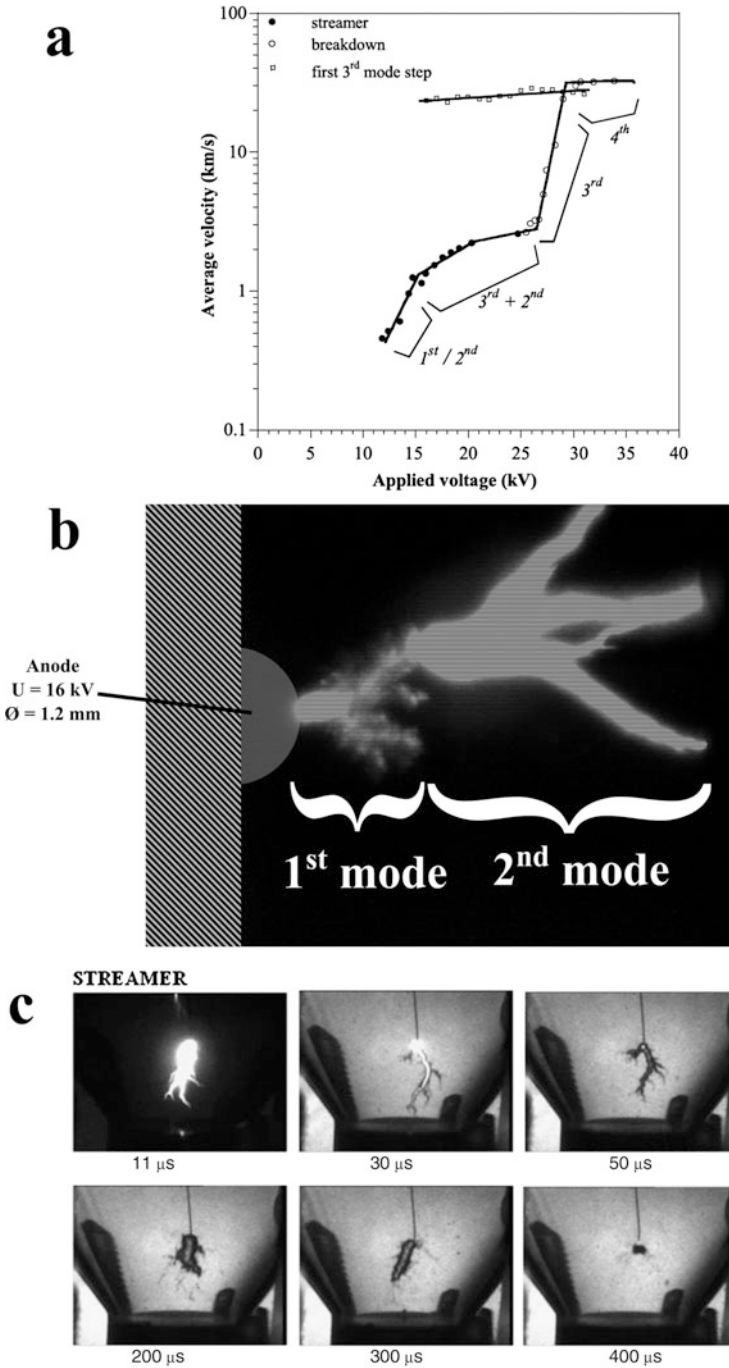 a
100
streamer
breakdown
first 3rd mode step
10
4th
3rd
Average velocity (km/s)
1
3rd + 2nd
1st / 2nd
0.1
0 5 10 15 20 25 30 35 40
Applied voltage (kV)
b
Anode
U = 16 kV
Ø = 1.2 mm
1st mode 2nd mode
STREAMER
c
11 µs 30 µs 50 µs
200 µs 300 µs 400 µs